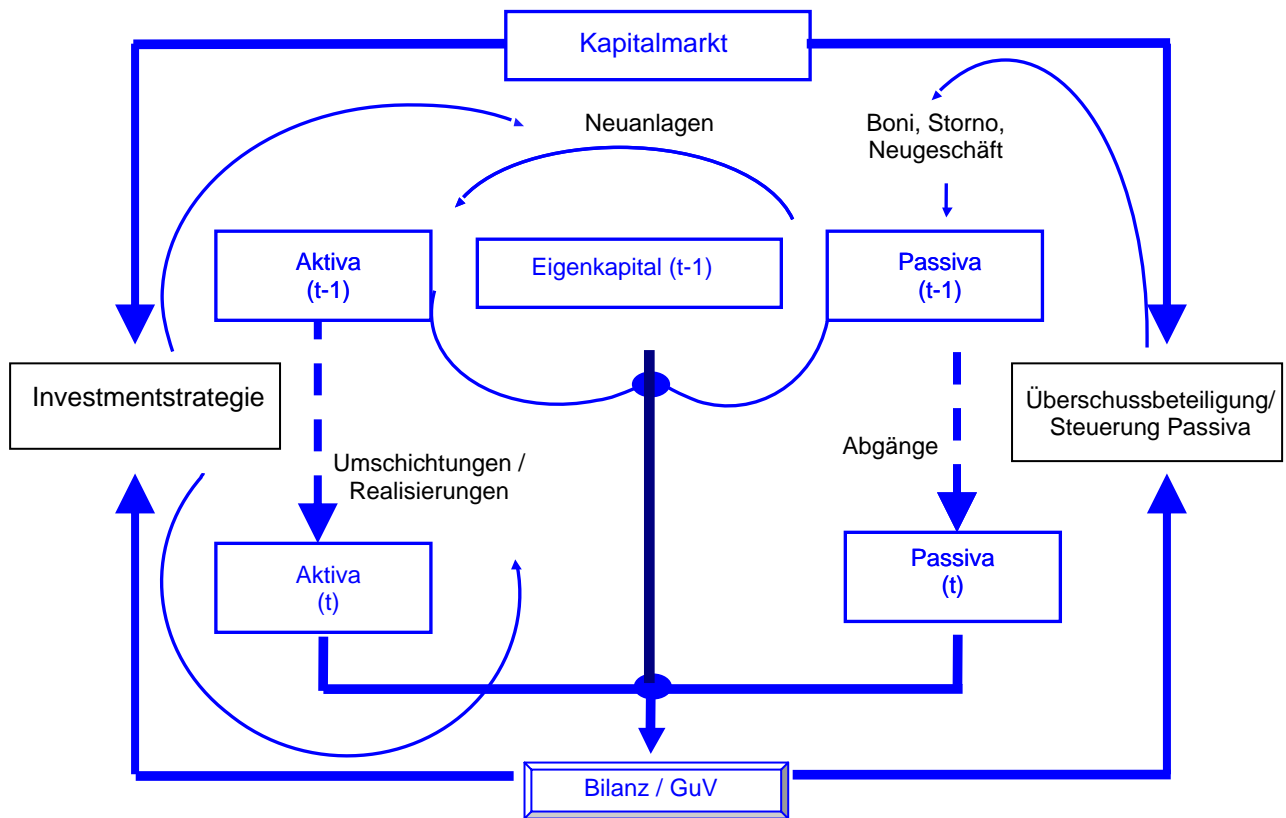 Kapitalmarkt
Neuanlagen
Boni, Storno,
Neugeschäft
Aktiva
(t-1)
Eigenkapital (t-1)
Passiva
(t-1)
Investmentstrategie
Überschussbeteiligung/
Steuerung Passiva
Umschichtungen /
Realisierungen
Abgänge
Aktiva
(t)
Passiva
(t)
Bilanz / GuV